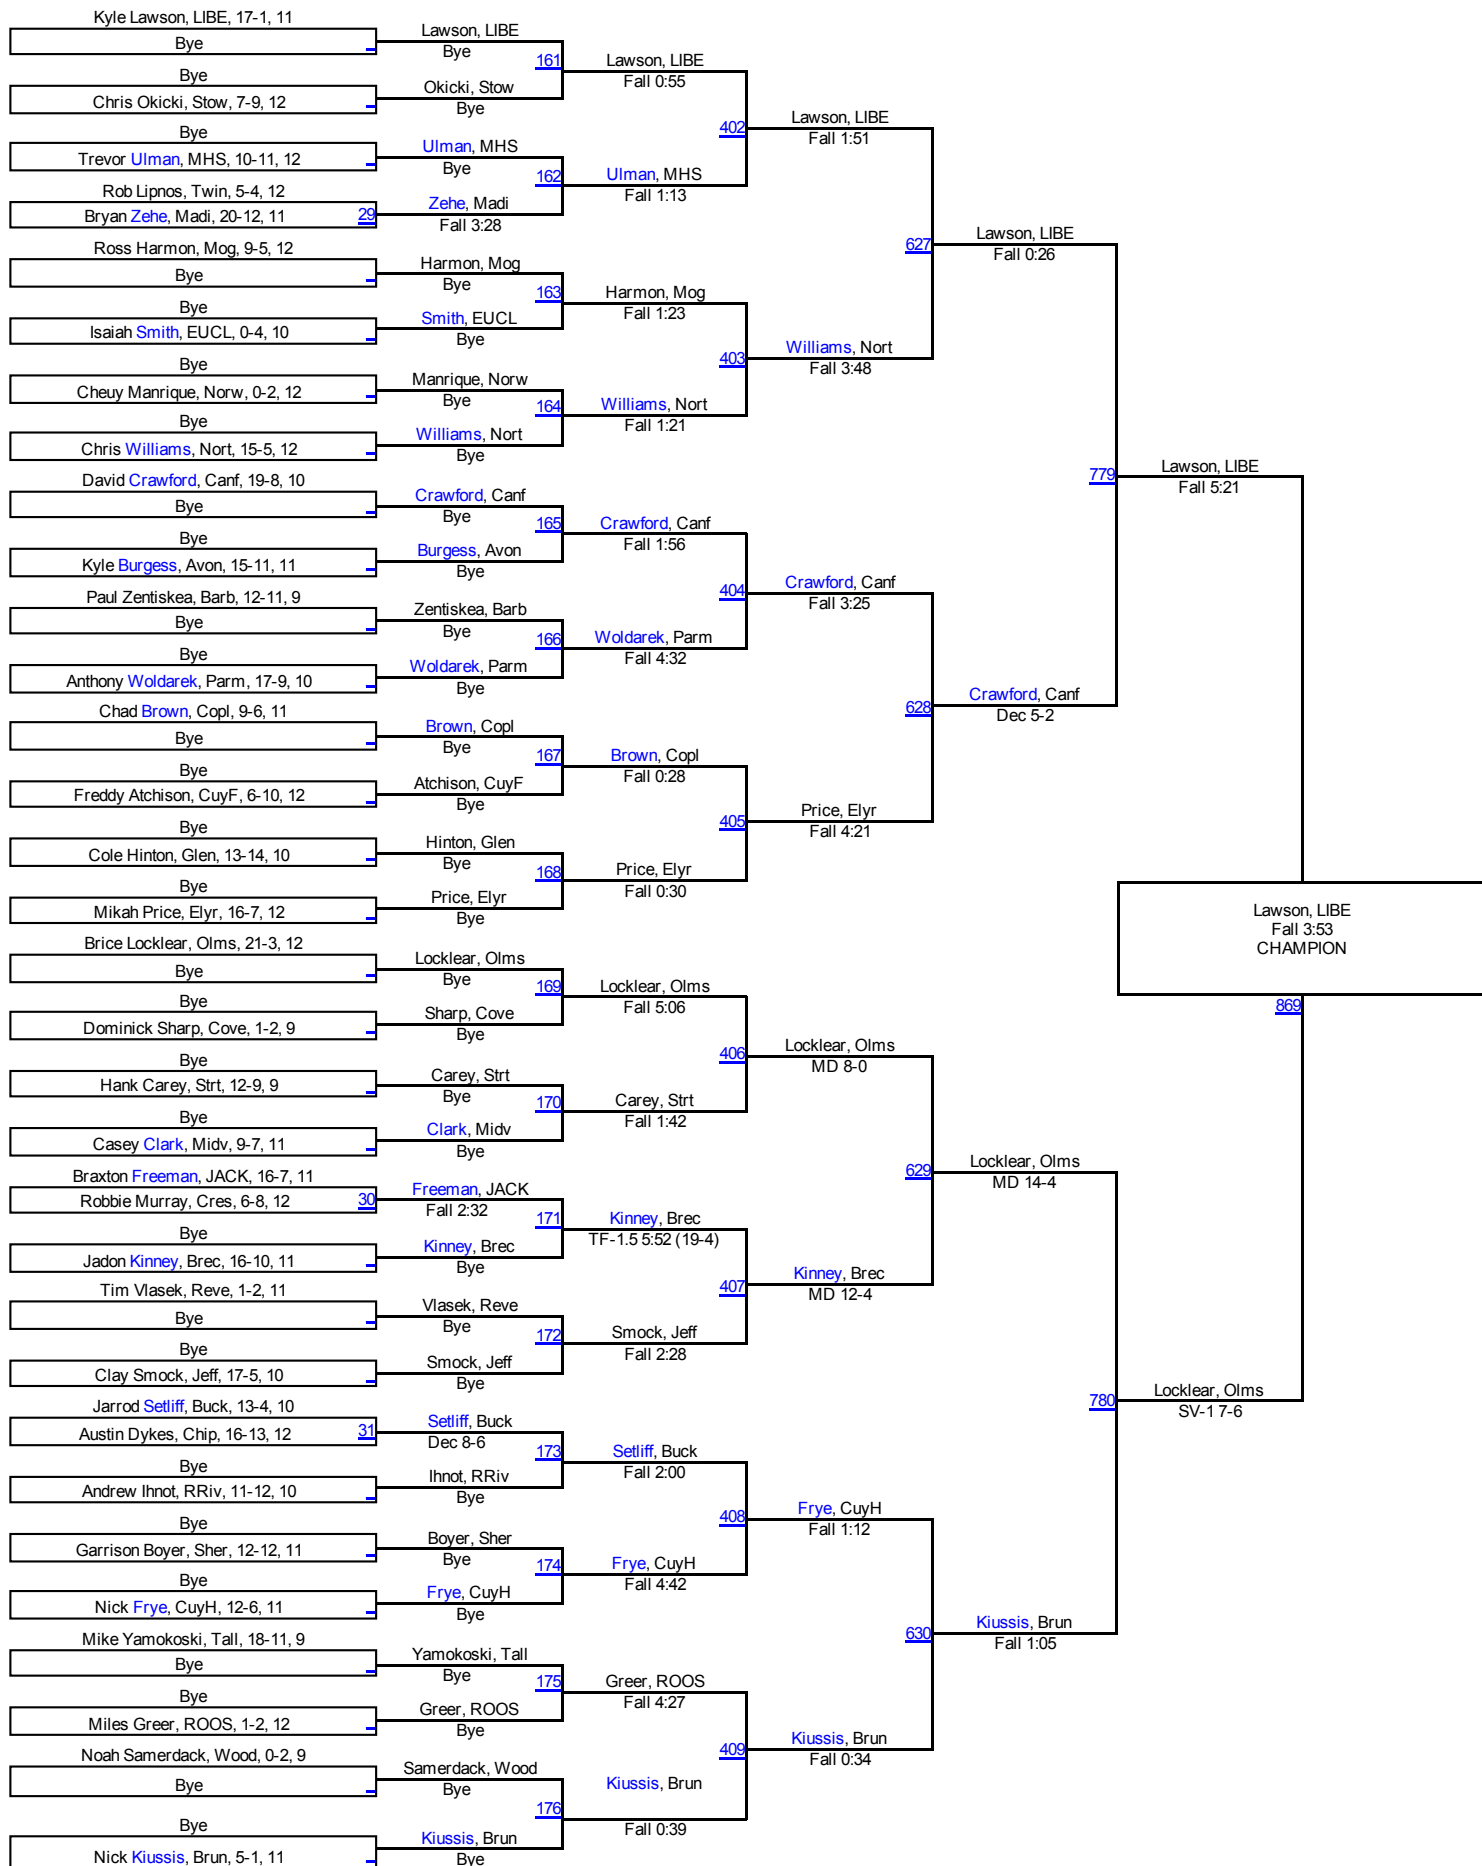 Kyle Lawson, LIBE, 17-1, 11
Bye
Bye
Chris Okicki, Stow, 7-9, 12
Bye
Trevor Ulman, MHS, 10-11, 12
Rob Lipnos, Twin, 5-4, 12
Bryan Zehe, Madi, 20-12, 11
29
Ross Harmon, Mog, 9-5, 12
Bye
Bye
Isaiah Smith, EUCL, 0-4, 10
Bye
Cheuy Manrique, Norw, 0-2, 12
Bye
Chris Williams, Nort, 15-5, 12
David Crawford, Canf, 19-8, 10
Bye
Bye
Kyle Burgess, Avon, 15-11, 11
Paul Zentiskea, Barb, 12-11, 9
Bye
Bye
Anthony Woldarek, Parm, 17-9, 10
Chad Brown, Copl, 9-6, 11
Bye
Bye
Freddy Atchison, CuyF, 6-10, 12
Bye
Cole Hinton, Glen, 13-14, 10
Bye
Mikah Price, Elyr, 16-7, 12
Brice Locklear, Olms, 21-3, 12
Bye
Bye
Dominick Sharp, Cove, 1-2, 9
Bye
Hank Carey, Strt, 12-9, 9
Bye
Casey Clark, Midv, 9-7, 11
Braxton Freeman, JACK, 16-7, 11
Robbie Murray, Cres, 6-8, 12
30
Bye
Jadon Kinney, Brec, 16-10, 11
Tim Vlasek, Reve, 1-2, 11
Bye
Bye
Clay Smock, Jeff, 17-5, 10
Jarrod Setliff, Buck, 13-4, 10
Austin Dykes, Chip, 16-13, 12
31
Bye
Andrew Ihnot, RRiv, 11-12, 10
Bye
Garrison Boyer, Sher, 12-12, 11
Bye
Nick Frye, CuyH, 12-6, 11
Mike Yamokoski, Tall, 18-11, 9
Bye
Bye
Miles Greer, ROOS, 1-2, 12
Noah Samerdack, Wood, 0-2, 9
Bye
Bye
Nick Kiussis, Brun, 5-1, 11
Lawson, LIBE
Bye
161
Okicki, Stow
Bye
Ulman, MHS
Bye
162
Zehe, Madi
Fall 3:28
Harmon, Mog
Bye
163
Smith, EUCL
Bye
Manrique, Norw
Bye
164
Williams, Nort
Bye
Crawford, Canf
Bye
165
Burgess, Avon
Bye
Zentiskea, Barb
Bye
166
Woldarek, Parm
Bye
Brown, Copl
Bye
167
Atchison, CuyF
Bye
Hinton, Glen
Bye
168
Price, Elyr
Bye
Locklear, Olms
Bye
169
Sharp, Cove
Bye
Carey, Strt
Bye
170
Clark, Midv
Bye
Freeman, JACK
Fall 2:32
171
Kinney, Brec
Bye
Vlasek, Reve
Bye
172
Smock, Jeff
Bye
Setliff, Buck
Dec 8-6
173
Ihnot, RRiv
Bye
Boyer, Sher
Bye
174
Frye, CuyH
Bye
Yamokoski, Tall
Bye
175
Greer, ROOS
Bye
Samerdack, Wood
Bye
176
Kiussis, Brun
Bye
Lawson, LIBE
Fall 0:55
402
Ulman, MHS
Fall 1:13
Harmon, Mog
Fall 1:23
403
Williams, Nort
Fall 1:21
Crawford, Canf
Fall 1:56
404
Woldarek, Parm
Fall 4:32
Brown, Copl
Fall 0:28
405
Price, Elyr
Fall 0:30
Locklear, Olms
Fall 5:06
406
Carey, Strt
Fall 1:42
Kinney, Brec
TF-1.5 5:52 (19-4)
407
Smock, Jeff
Fall 2:28
Setliff, Buck
Fall 2:00
408
Frye, CuyH
Fall 4:42
Greer, ROOS
Fall 4:27
409
Kiussis, Brun
Fall 0:39
Lawson, LIBE
Fall 1:51
627
Williams, Nort
Fall 3:48
Crawford, Canf
Fall 3:25
628
Price, Elyr
Fall 4:21
Locklear, Olms
MD 8-0
629
Kinney, Brec
MD 12-4
Frye, CuyH
Fall 1:12
630
Kiussis, Brun
Fall 0:34
Lawson, LIBE
Fall 0:26
779
Crawford, Canf
Dec 5-2
Locklear, Olms
MD 14-4
780
Kiussis, Brun
Fall 1:05
Lawson, LIBE
Fall 5:21
Lawson, LIBE
Fall 3:53
CHAMPION
869
Locklear, Olms
SV-1 7-6